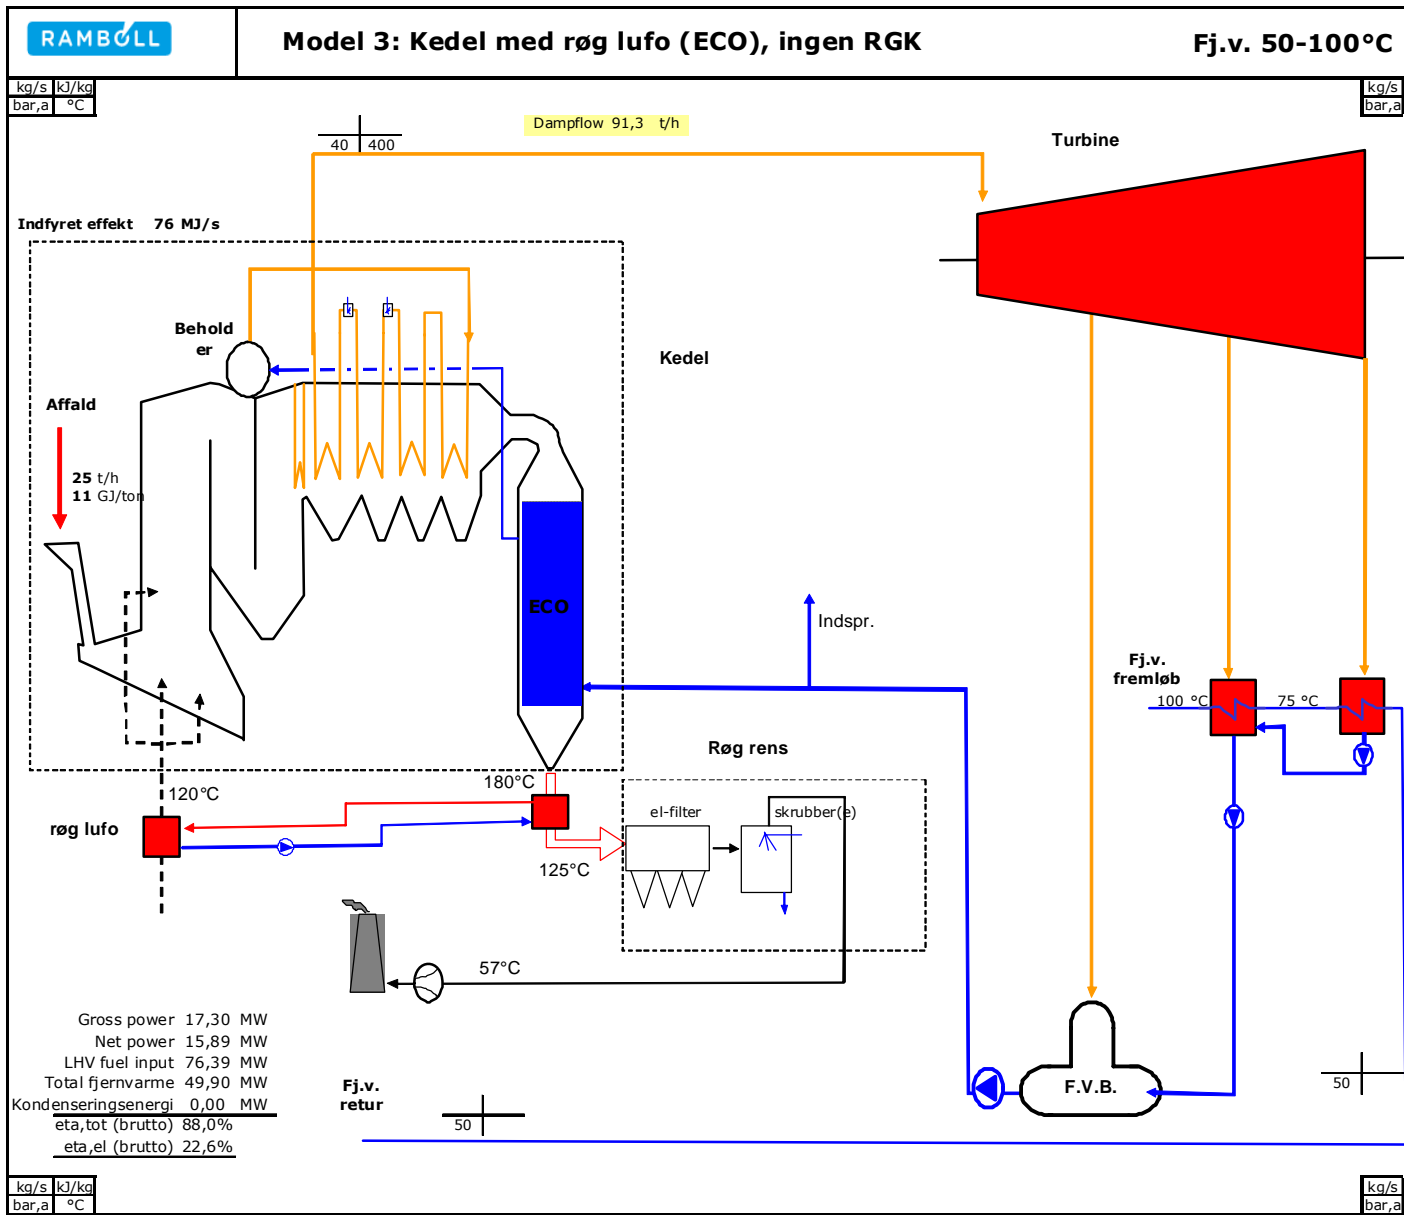 RAMBOLL
Model 3: Kedel med røg lufo (ECO), ingen RGK
Fj.v. 50-100°C
kg/s kJ/kg
bar,a °C
kg/s
bar,a
Dampflow 91,3 t/h
40 400
Turbine
Indfyret effekt 76 MJ/s
Behold
er
Kedel
Affald
25 t/h
11 GJ/ton
ECO
Indspr.
Fj.v.
fremløb
100 °C 75 °C
Røg rens
180°C
120°C
røg lufo
el-filter
skrubber(e)
125°C
57°C
Gross power 17,30 MW
Net power 15,89 MW
LHV fuel input 76,39 MW
Total fjernvarme 49,90 MW
Kondenseringsenergi 0,00 MW
eta,tot (brutto) 88,0%
eta,el (brutto) 22,6%
Fj.v.
retur
50
F.V.B.
50
kg/s kJ/kg
bar,a °C
kg/s
bar,a